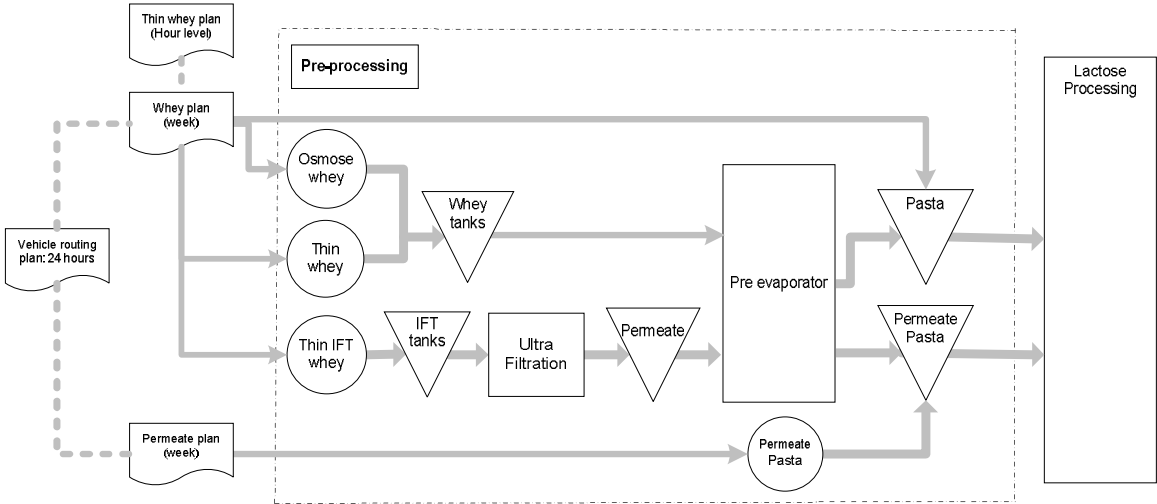 Thin whey plan
(Hour level)
Pre-processing
Lactose
Processing
Whey plan
(week)
Osmose
whey
Whey
tanks
Pasta
Vehicle routing
plan: 24 hours
Thin
whey
Pre evaporator
Thin IFT
whey
IFT
tanks
Ultra
Filtration
Permeate
Permeate
Pasta
Permeate plan
(week)
Permeate
Pasta